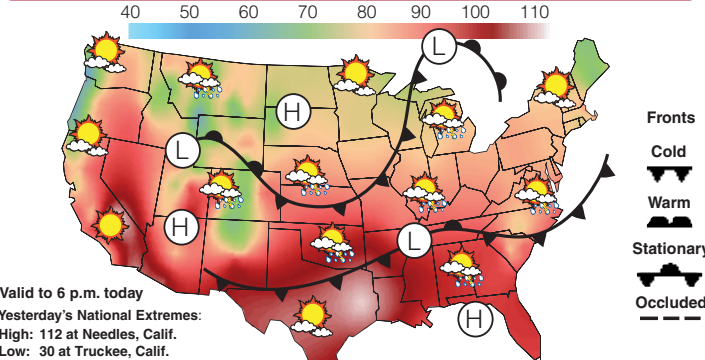 40 50 60 70 80 90 100 110
L
H
L
H
L
H
Fronts
Cold
Warm
Stationary
Occluded
Valid to 6 p.m. today
Yesterday's National Extremes:
High: 112 at Needles, Calif.
Low: 30 at Truckee, Calif.